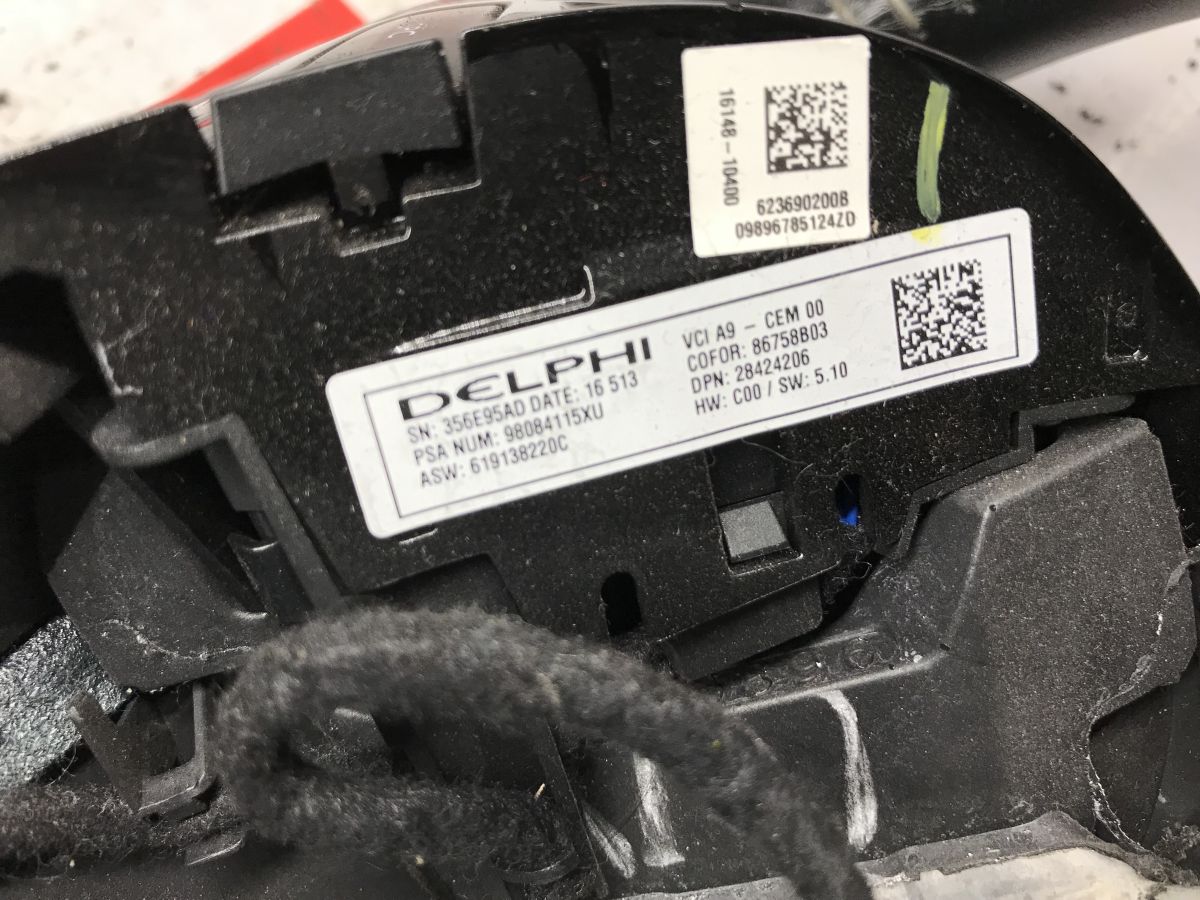 16148-10400
623690200B
09896785124ZD
DELPHI
SN: 356E95AD DATE: 16 513
PSA NUM: 98084115XU
ASW: 619138220C
VCI A9 - CEM 00
COFOR: 86758B03
DPN: 28424206
HW: C00 / SW: 5.10